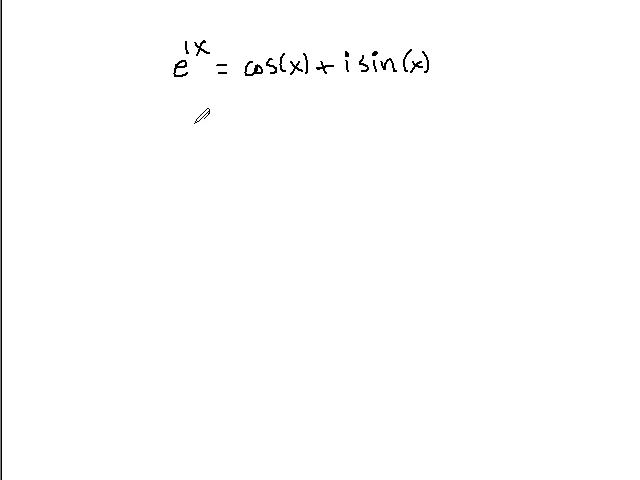 e^{ix} = cos(x) + i sin(x)